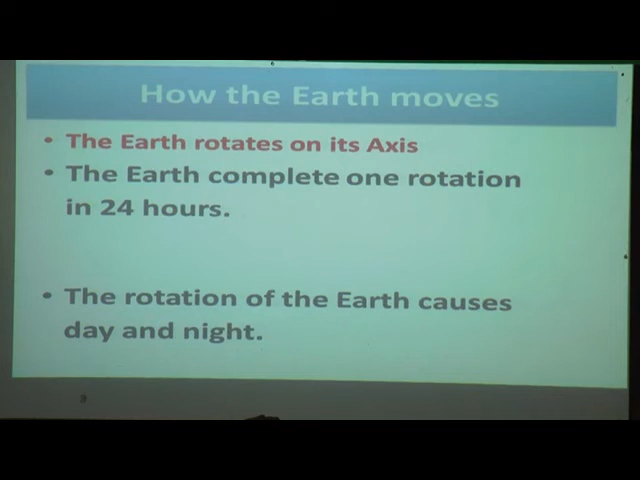 How the Earth moves
• The Earth rotates on its Axis
• The Earth complete one rotation
in 24 hours.
• The rotation of the Earth causes
day and night.